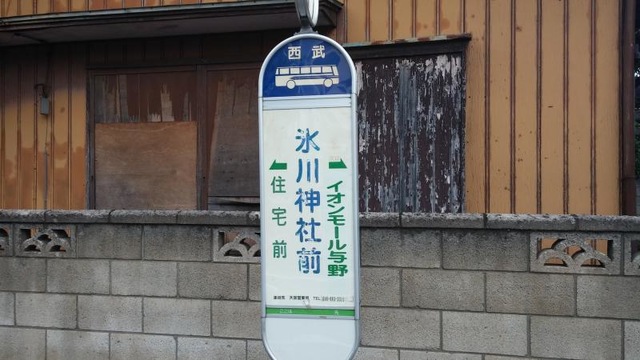 西武
氷川神社前
住宅前
イオンモール与野